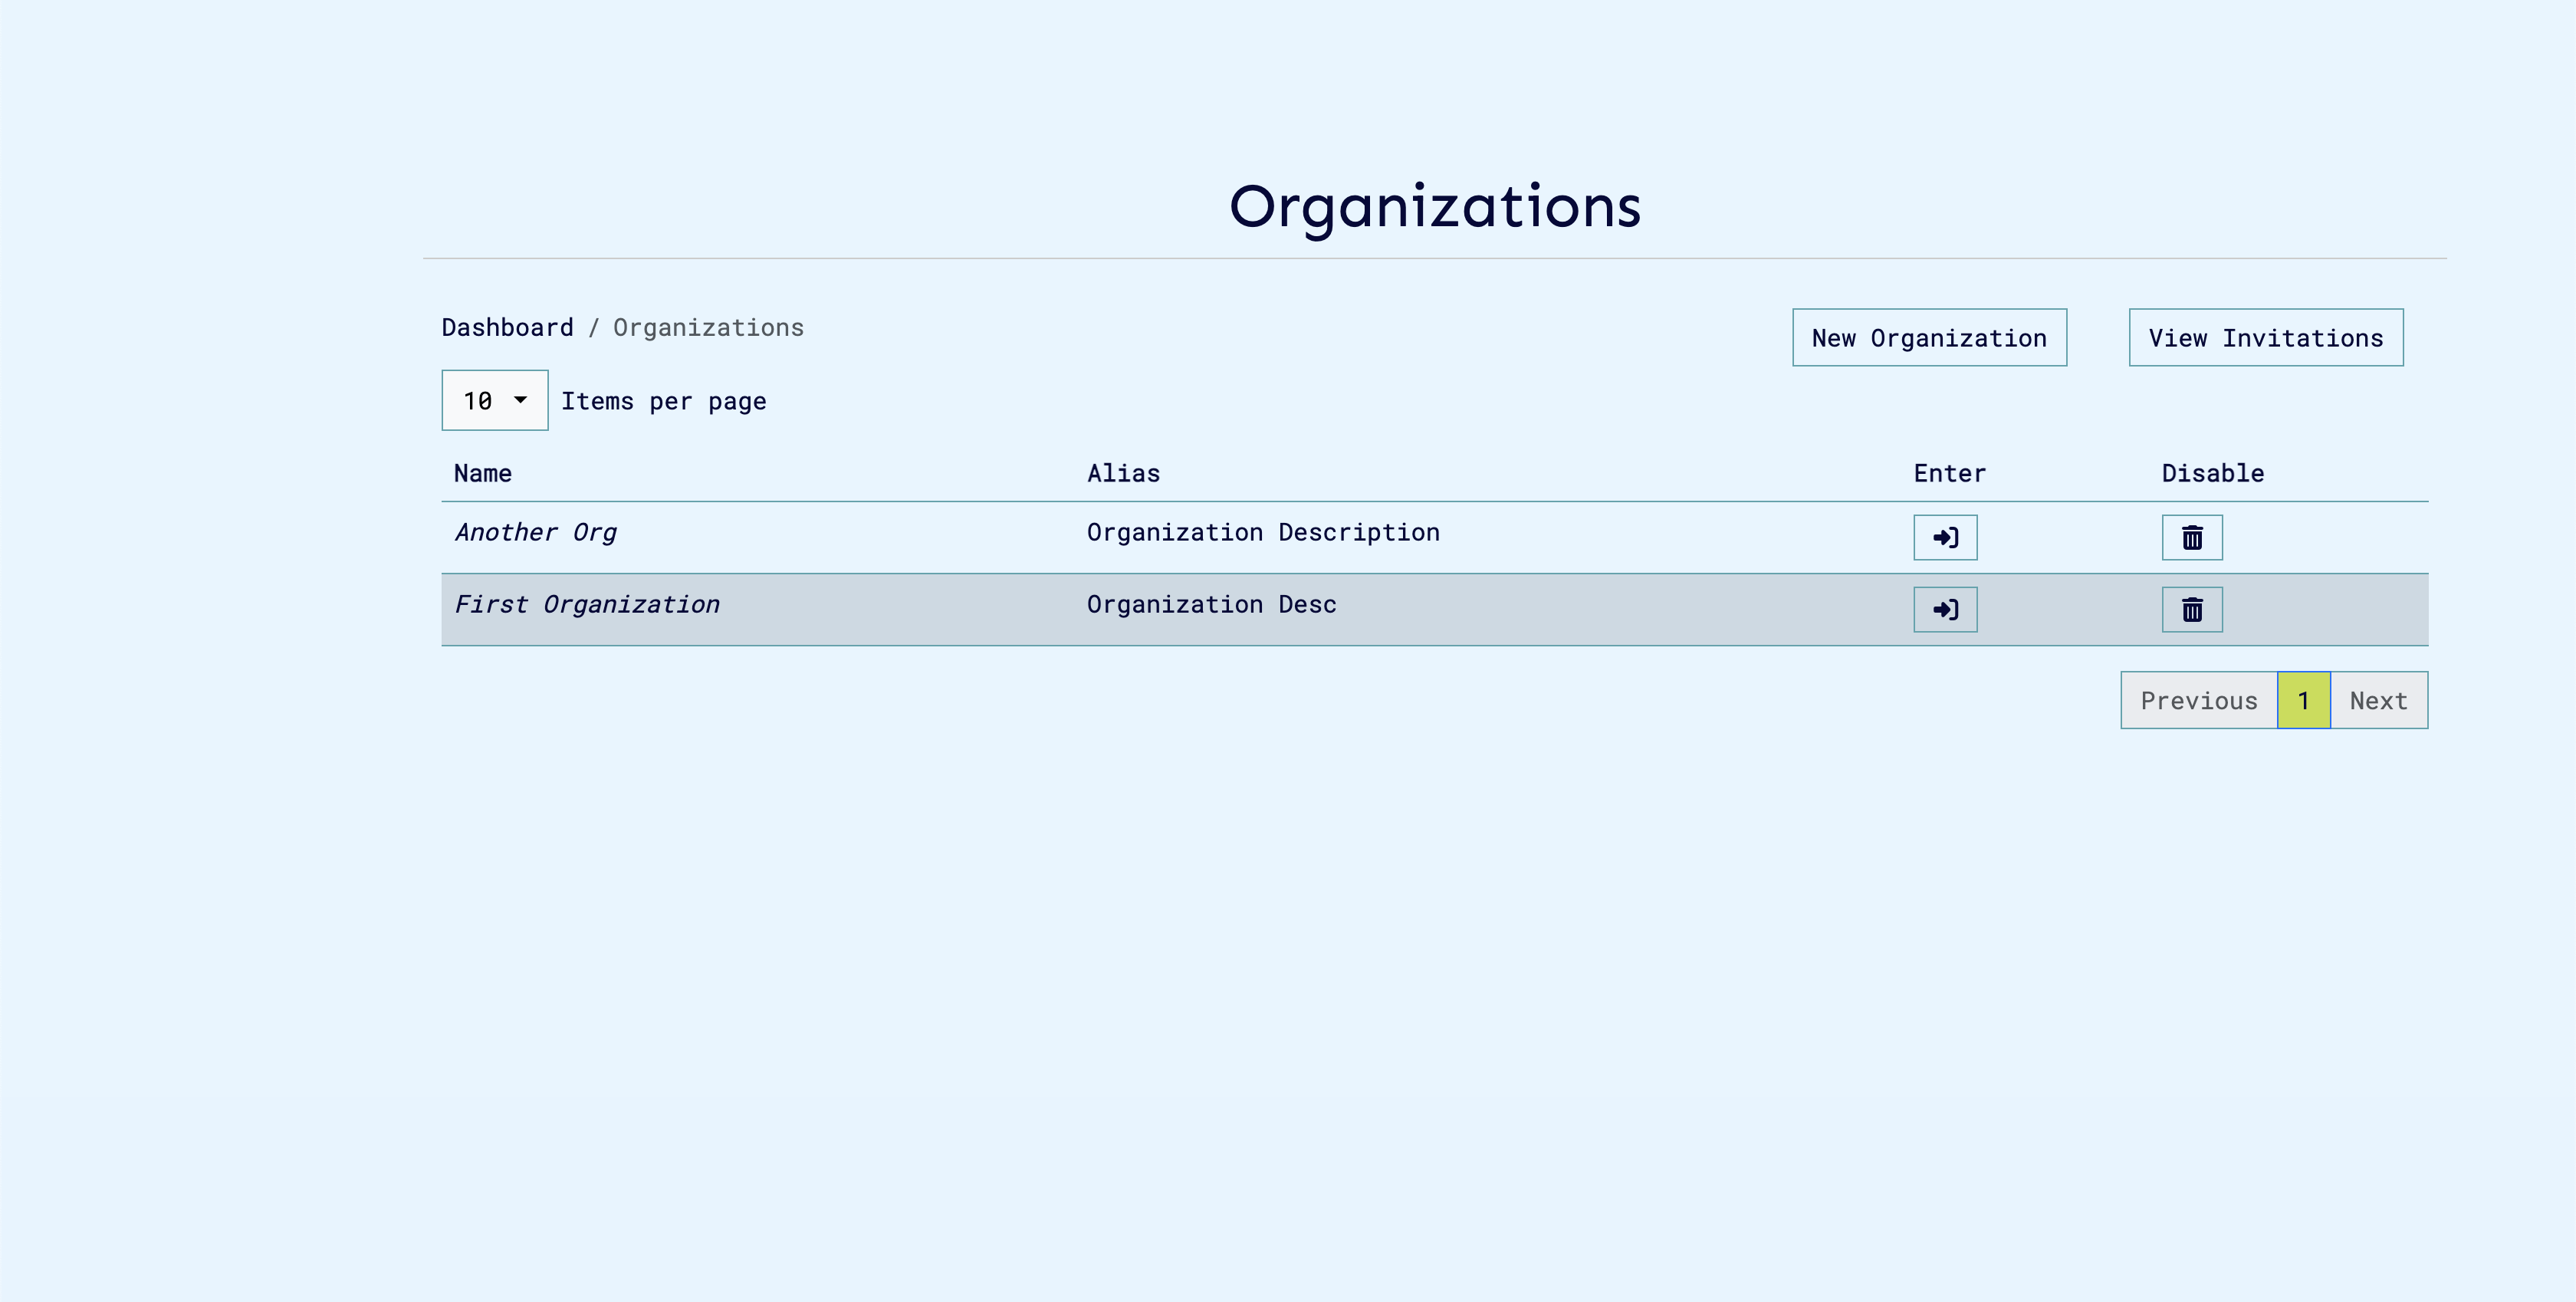 Organizations
Dashboard / Organizations
New Organization
View Invitations
10 Items per page
Name Alias Enter Disable
Another Org Organization Description
First Organization Organization Desc
Previous 1 Next